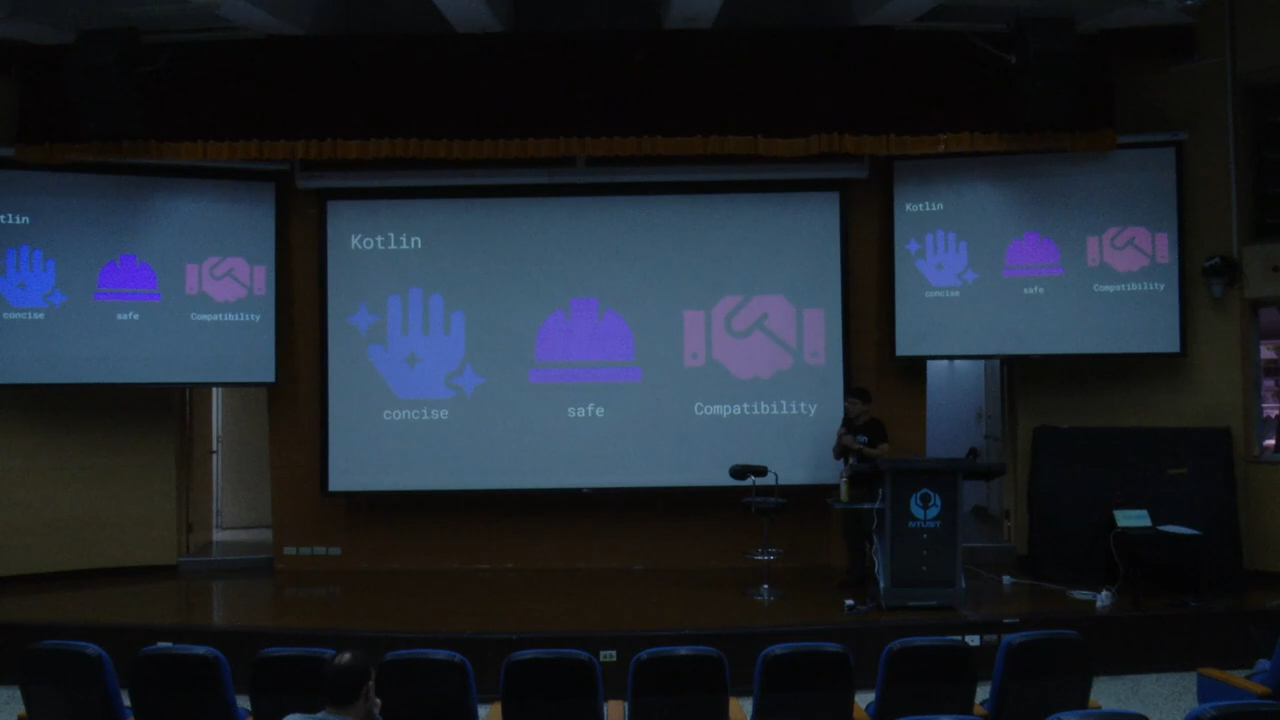 tlin
concise
safe
Compatibility
Kotlin
concise
safe
Compatibility
Kotlin
concise
safe
Compatibility
NTUST